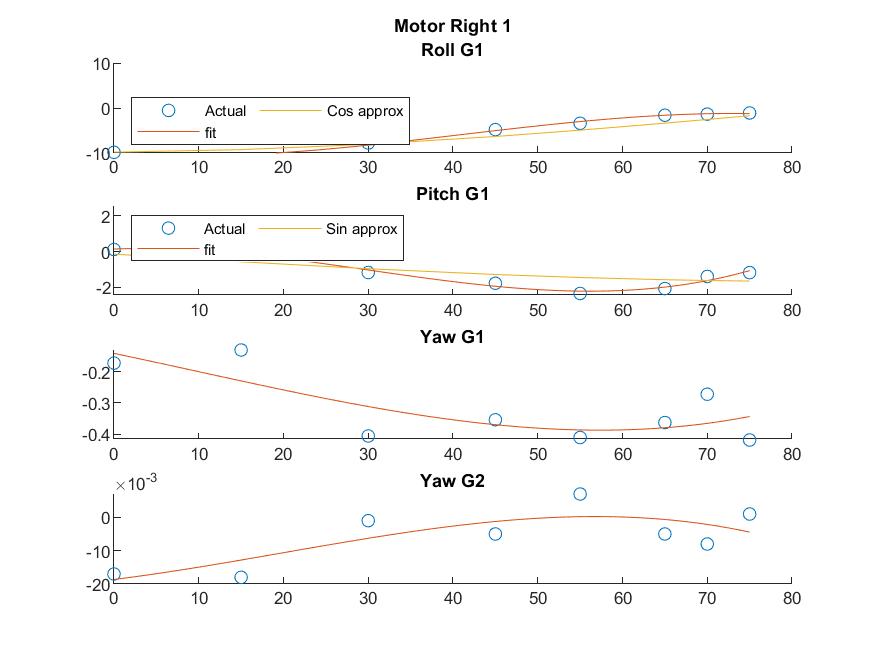 Motor Right 1
Roll G1
10
0
-10
Actual
Cos approx
fit
0 10 20 30 40 50 60 70 80
Pitch G1
2
0
-2
Actual
Sin approx
fit
0 10 20 30 40 50 60 70 80
Yaw G1
-0.2
-0.3
-0.4
0 10 20 30 40 50 60 70 80
×10-3
Yaw G2
0
-10
-20
0 10 20 30 40 50 60 70 80